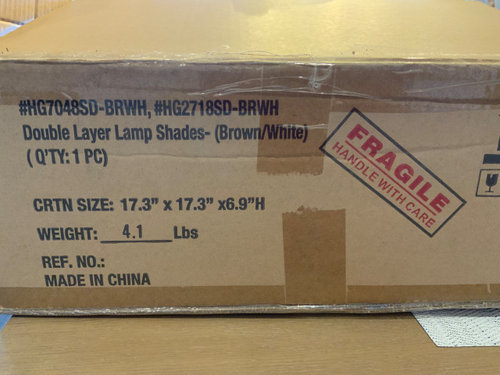 #HG7048SD-BRWH, #HG2718SD-BRWH
Double Layer Lamp Shades- (Brown/White)
( Q'TY: 1 PC)
FRAGILE
HANDLE WITH CARE
CRTN SIZE: 17.3" x 17.3" x6.9"H
WEIGHT: 4.1 Lbs
REF. NO.:
MADE IN CHINA